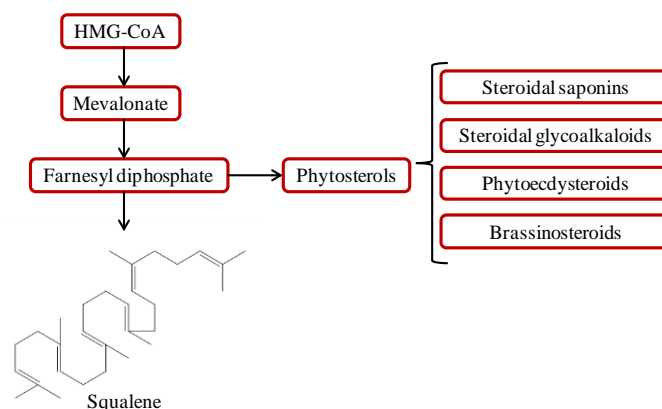 HMG-CoA
Mevalonate
Farnesyl diphosphate
Phytosterols
Steroidal saponins
Steroidal glycoalkaloids
Phytoecdysteroids
Brassinosteroids
Squalene